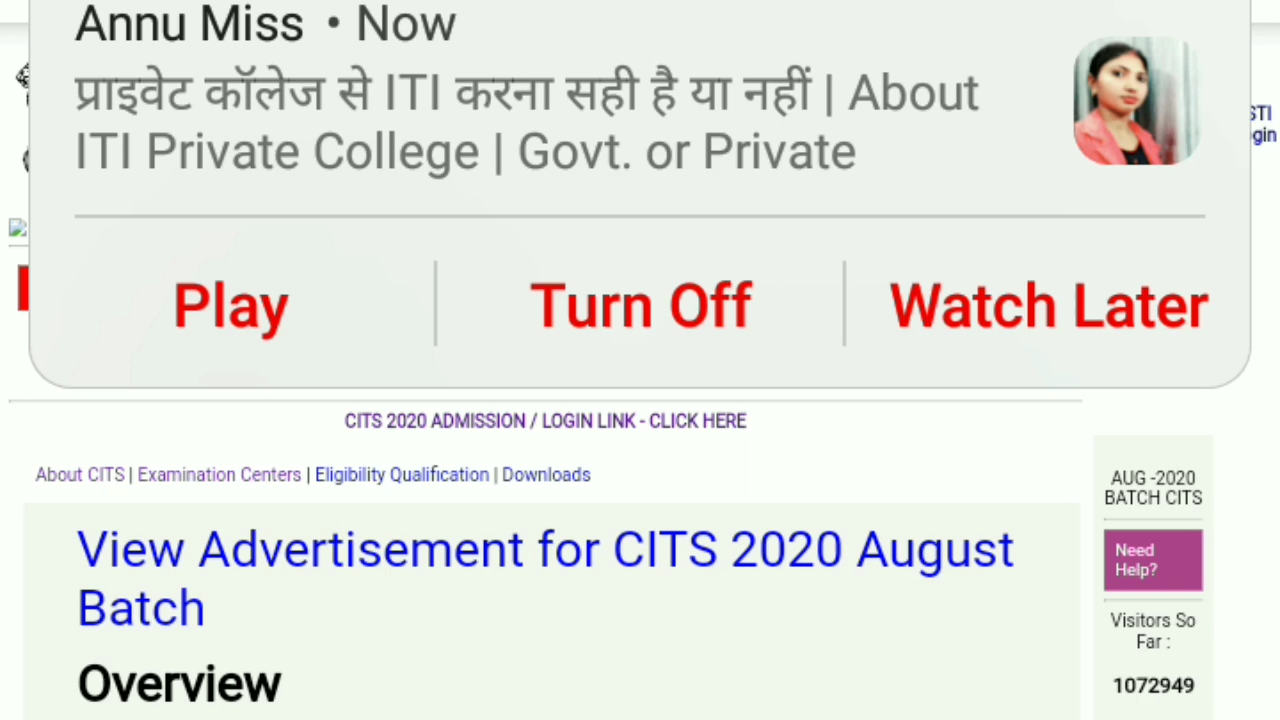 Annu Miss • Now
प्राइवेट कॉलेज से ITI करना सही है या नहीं | About
ITI Private College | Govt. or Private
Play
Turn Off
Watch Later
CITS 2020 ADMISSION / LOGIN LINK - CLICK HERE
About CITS | Examination Centers | Eligibility Qualification | Downloads
View Advertisement for CITS 2020 August
Batch
Overview
AUG -2020
BATCH CITS
Need
Help?
Visitors So
Far :
1072949